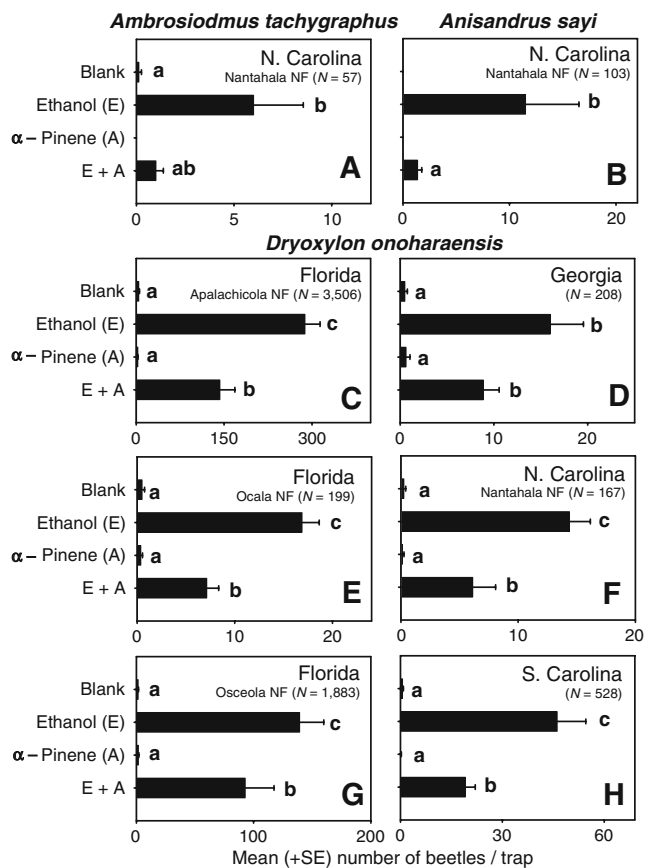 Ambrosiodmus tachygraphus
Anisandrus sayi
N. Carolina
Nantahala NF (N = 57)
Blank
a
Ethanol (E)
b
α – Pinene (A)
E + A
ab
A
0 5 10
N. Carolina
Nantahala NF (N = 103)
b
a
B
0 10 20
Dryoxylon onoharaensis
Florida
Apalachicola NF (N = 3,506)
Blank
a
Ethanol (E)
c
α – Pinene (A)
a
E + A
b
C
0 150 300
Georgia
(N = 208)
a
b
a
b
D
0 10 20
Florida
Ocala NF (N = 199)
Blank
a
Ethanol (E)
c
α – Pinene (A)
a
E + A
b
E
0 10 20
N. Carolina
Nantahala NF (N = 167)
a
c
a
b
F
0 10 20
Florida
Osceola NF (N = 1,883)
Blank
a
Ethanol (E)
c
α – Pinene (A)
a
E + A
b
G
0 100 200
S. Carolina
(N = 528)
a
c
a
b
H
0 30 60
Mean (+SE) number of beetles / trap